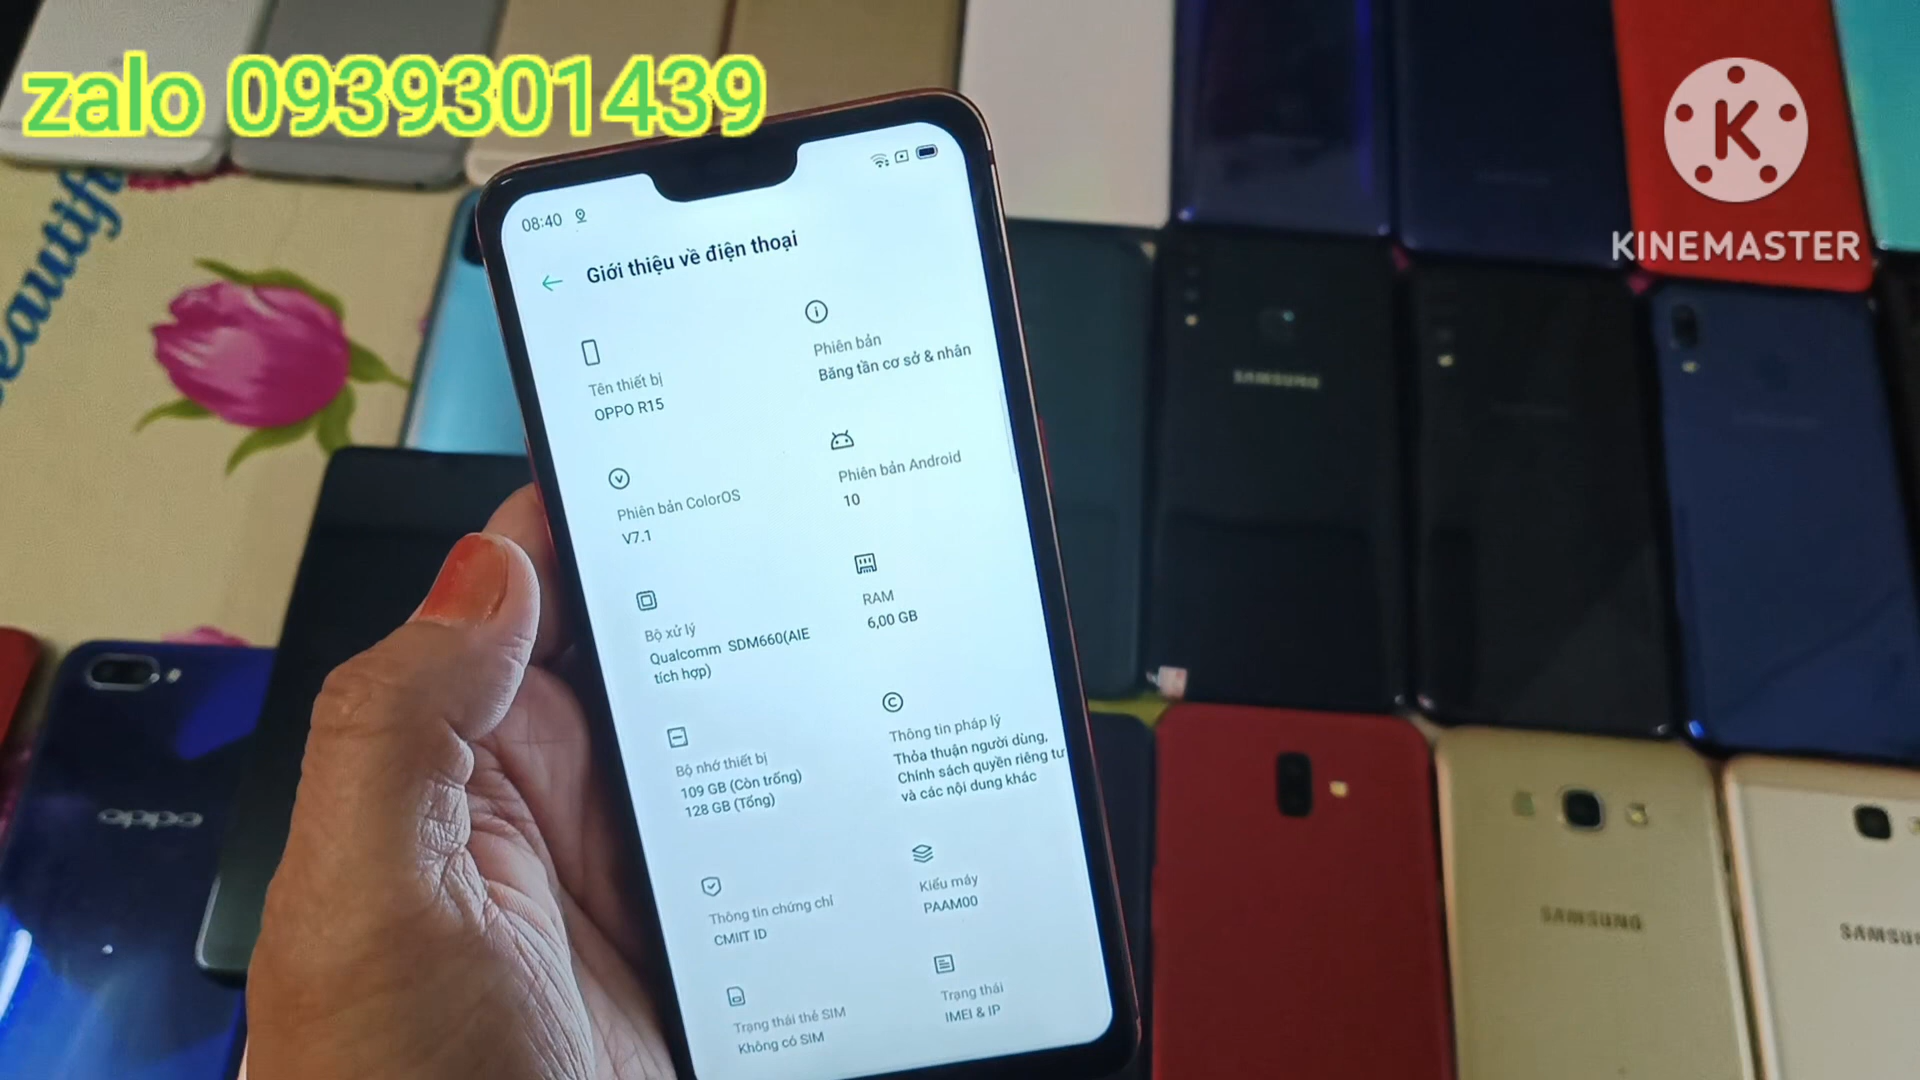 zalo 0939301439
KINEMASTER
08:40
Giới thiệu về điện thoại
Tên thiết bị
OPPO R15
Phiên bản
Băng tần cơ sở & nhân
Phiên bản ColorOS
V7.1
Phiên bản Android
10
Bộ xử lý
Qualcomm SDM660(AIE
tích hợp)
RAM
6,00 GB
Bộ nhớ thiết bị
109 GB (Còn trống)
128 GB (Tổng)
Thông tin pháp lý
Thỏa thuận người dùng,
Chính sách quyền riêng tư
và các nội dung khác
Thông tin chứng chỉ
CMIIT ID
Kiểu máy
PAAM00
Trạng thái thẻ SIM
Không có SIM
Trạng thái
IMEI & IP
eautifu
oppo
SAMSUNG
SAMSUNG
SAMSUN